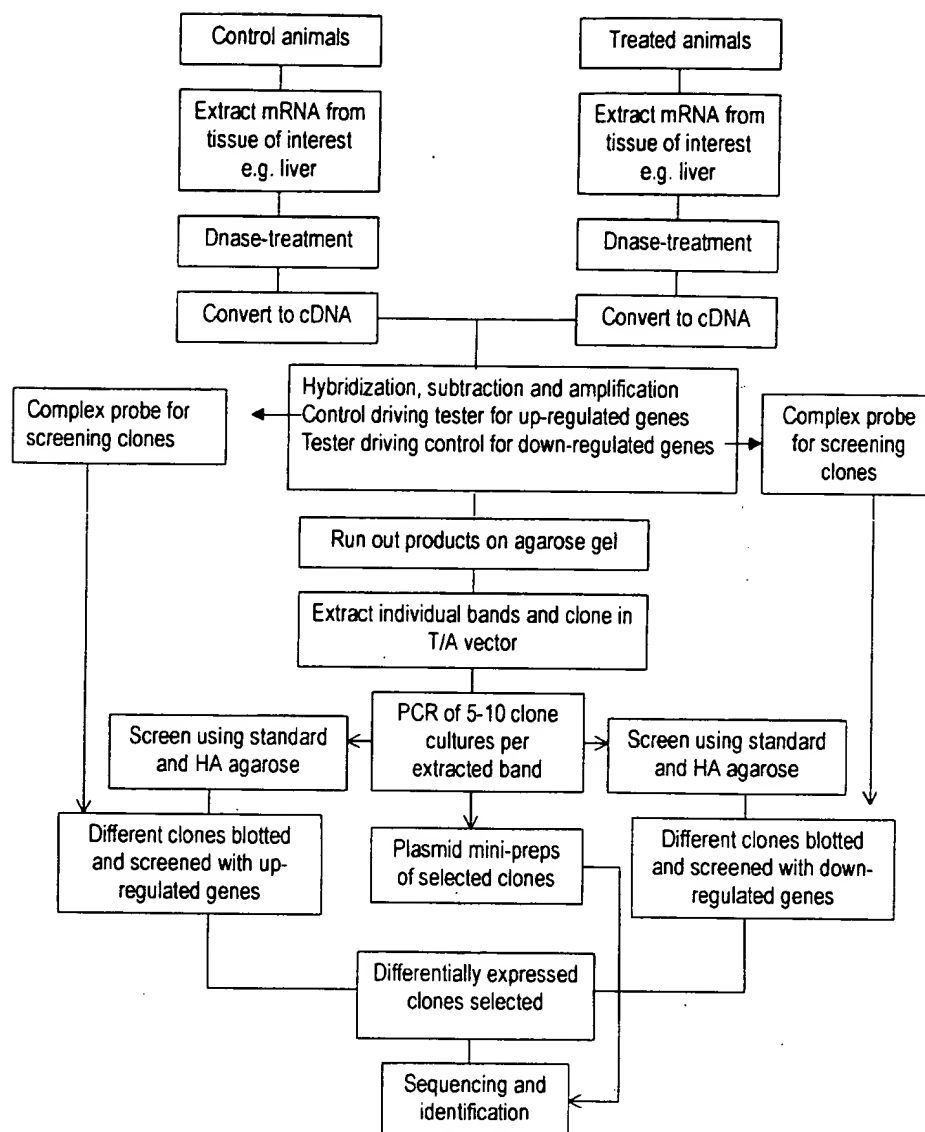 Control animals
Treated animals
Extract mRNA from
tissue of interest
e.g. liver
Extract mRNA from
tissue of interest
e.g. liver
Dnase-treatment
Dnase-treatment
Convert to cDNA
Convert to cDNA
Hybridization, subtraction and amplification
Control driving tester for up-regulated genes
Tester driving control for down-regulated genes
Complex probe for
screening clones
Complex probe
for screening
clones
Run out products on agarose gel
Extract individual bands and clone in
T/A vector
PCR of 5-10 clone
cultures per
extracted band
Screen using standard
and HA agarose
Screen using standard
and HA agarose
Different clones blotted
and screened with up-
regulated genes
Plasmid mini-preps
of selected clones
Different clones blotted
and screened with down-
regulated genes
Differentially expressed
clones selected
Sequencing and
identification